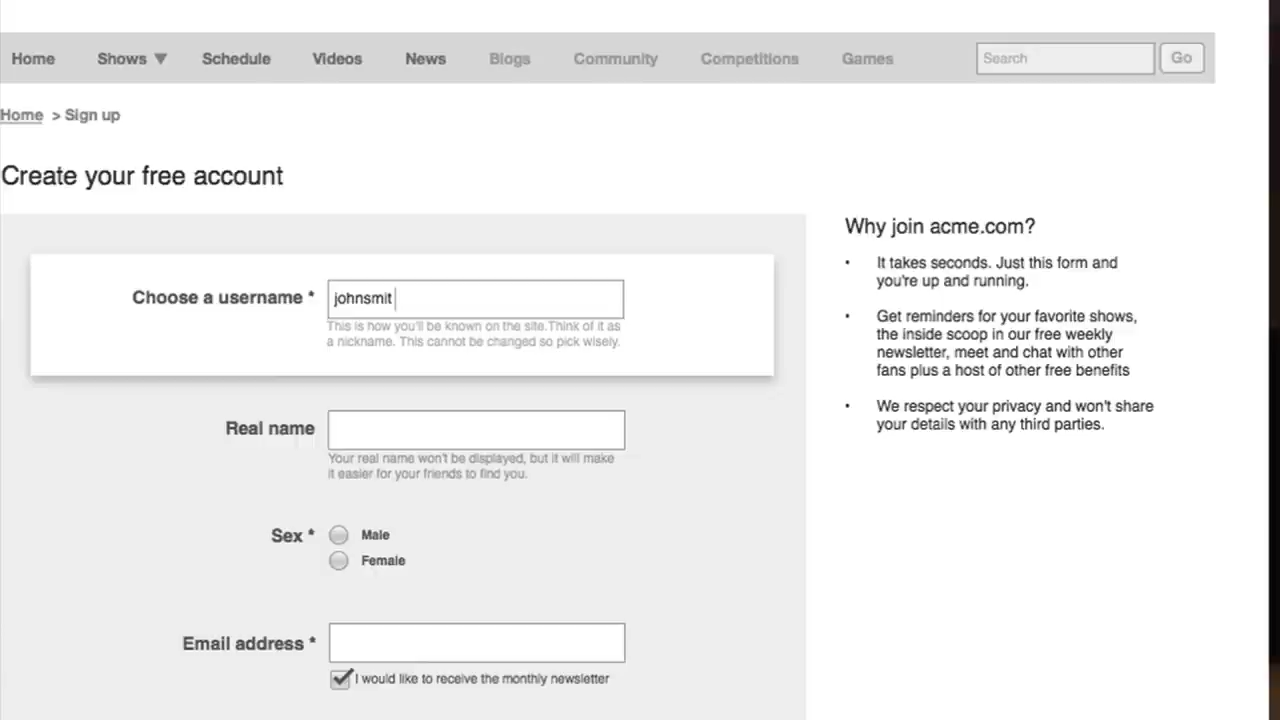 Home Shows Schedule Videos News Blogs Community Competitions Games Search Go
Home > Sign up
Create your free account
Choose a username * johnsmit
This is how you'll be known on the site.Think of it as
a nickname. This cannot be changed so pick wisely.
Real name
Your real name won't be displayed, but it will make
it easier for your friends to find you.
Sex * Male
Female
Email address *
I would like to receive the monthly newsletter
Why join acme.com?
• It takes seconds. Just this form and
you're up and running.
• Get reminders for your favorite shows,
the inside scoop in our free weekly
newsletter, meet and chat with other
fans plus a host of other free benefits
• We respect your privacy and won't share
your details with any third parties.